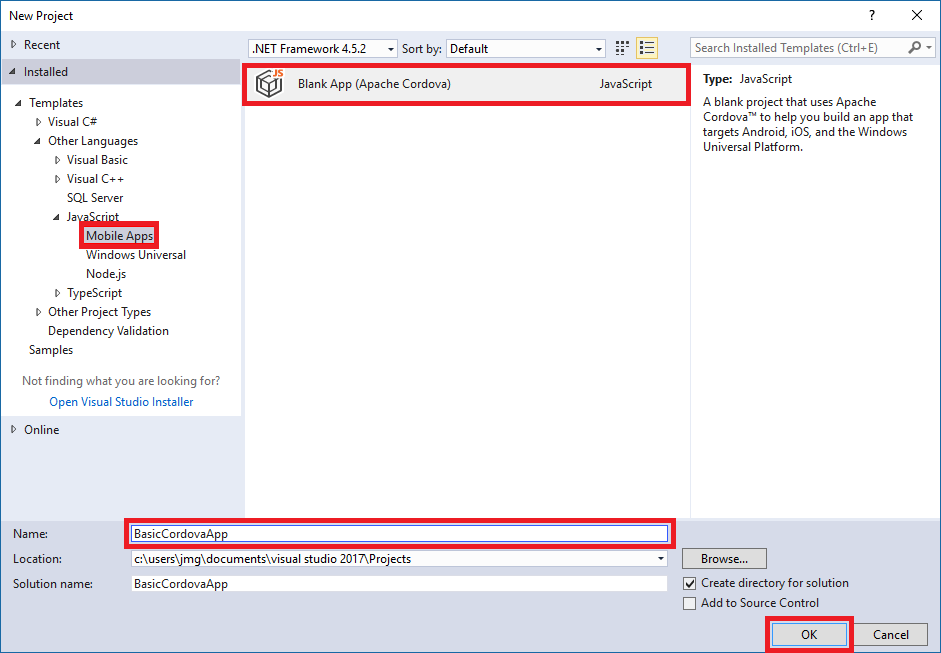 New Project
?
Recent
.NET Framework 4.5.2
Sort by: Default
Search Installed Templates (Ctrl+E)
Installed
Templates
Visual C#
Other Languages
Visual Basic
Visual C++
SQL Server
JavaScript
Mobile Apps
Windows Universal
Node.js
TypeScript
Other Project Types
Dependency Validation
Samples
Not finding what you are looking for?
Open Visual Studio Installer
Online
JS
Blank App (Apache Cordova) JavaScript
Type: JavaScript
A blank project that uses Apache
Cordova™ to help you build an app that
targets Android, iOS, and the Windows
Universal Platform.
Name: BasicCordovaApp
Location: c:\users\jmg\documents\visual studio 2017\Projects
Browse...
Solution name: BasicCordovaApp
Create directory for solution
Add to Source Control
OK
Cancel